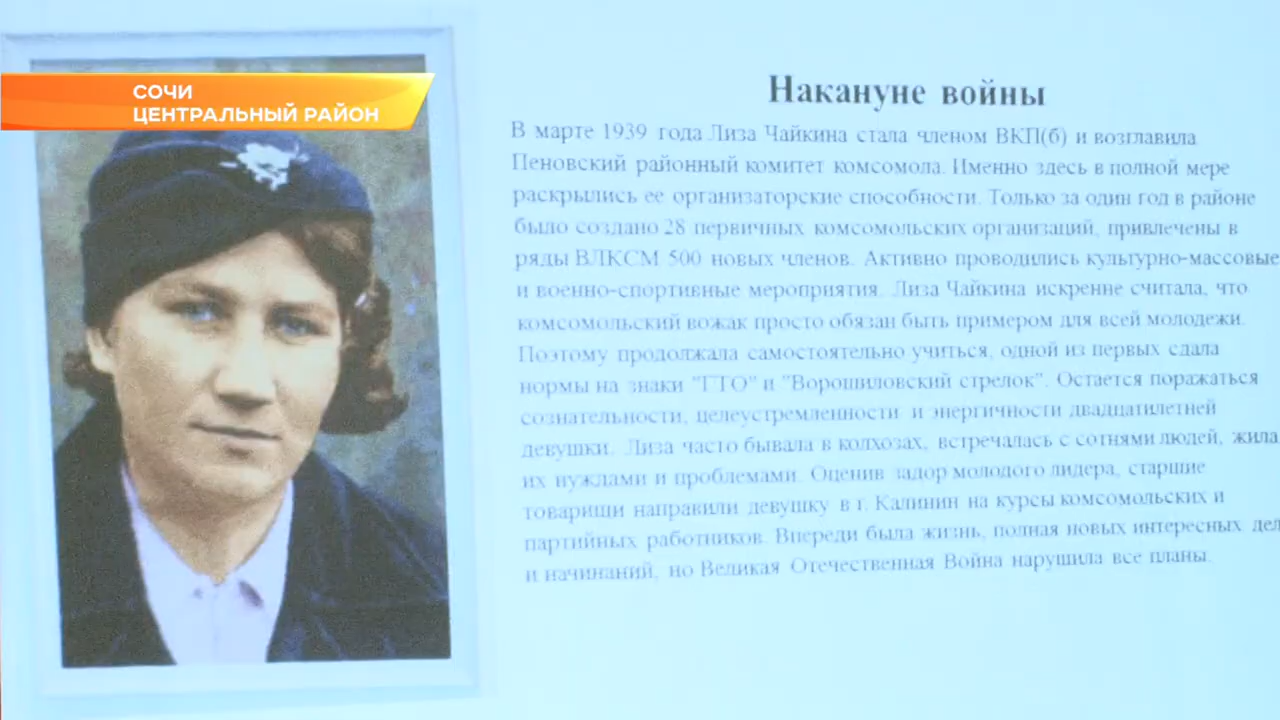 СОЧИ
ЦЕНТРАЛЬНЫЙ РАЙОН
Накануне войны
В марте 1939 года Лиза Чайкина стала членом ВКП(б) и возглавила
Пеновский районный комитет комсомола. Именно здесь в полной мере
раскрылись ее организаторские способности. Только за один год в районе
было создано 28 первичных комсомольских организаций, привлечены в
ряды ВЛКСМ 500 новых членов. Активно проводились культурно-массовые
и военно-спортивные мероприятия. Лиза Чайкина искренне считала, что
комсомольский вожак просто обязан быть примером для всей молодежи.
Поэтому продолжала самостоятельно учиться, одной из первых сдала
нормы на знаки "ГТО" и "Ворошиловский стрелок". Остается поражаться
сознательности, целеустремленности и энергичности двадцатилетней
девушки. Лиза часто бывала в колхозах, встречалась с сотнями людей, жила
их нуждами и проблемами. Оценив задор молодого лидера, старшие
товарищи направили девушку в г. Калинин на курсы комсомольских и
партийных работников. Впереди была жизнь, полная новых интересных дел
и начинаний, но Великая Отечественная Война нарушила все планы.